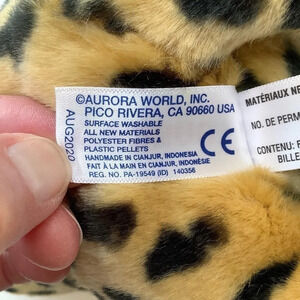 ©AURORA WORLD, INC.
PICO RIVERA, CA 90660 USA
SURFACE WASHABLE
ALL NEW MATERIALS
POLYESTER FIBRES &
PLASTIC PELLETS
HANDMADE IN CIANJUR, INDONESIA
FAIT À LA MAIN EN CIANJUR, INDONESIA
REG. NO. PA-19549 (ID) 140356
CE
AUG2020
MATÉRIAUX NE
NO. DE PERM
CONTENU: F
BILLE